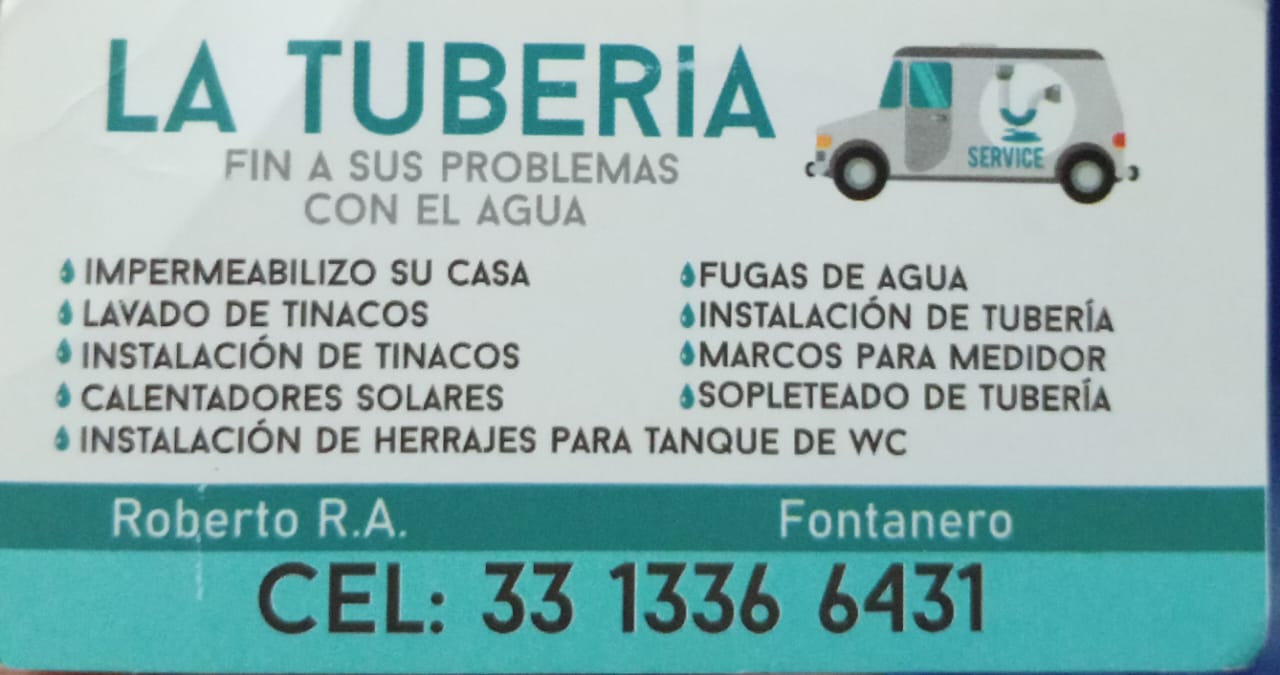 LA TUBERÍA
SERVICE
FIN A SUS PROBLEMAS
CON EL AGUA
IMPERMEABILIZO SU CASA
LAVADO DE TINACOS
INSTALACIÓN DE TINACOS
CALENTADORES SOLARES
INSTALACIÓN DE HERRAJES PARA TANQUE DE WC
FUGAS DE AGUA
INSTALACIÓN DE TUBERÍA
MARCOS PARA MEDIDOR
SOPLETEADO DE TUBERÍA
Roberto R.A.
Fontanero
CEL: 33 1336 6431